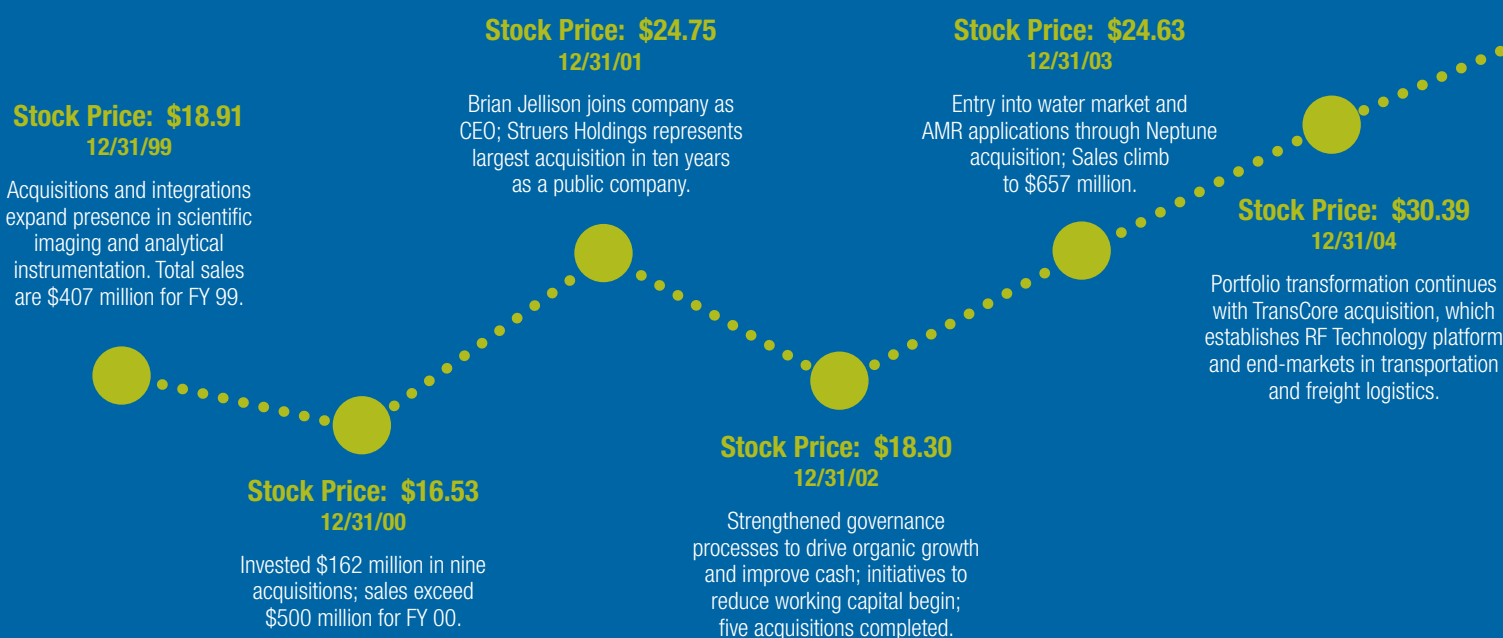 Stock Price: $18.91
12/31/99
Acquisitions and integrations
expand presence in scientific
imaging and analytical
instrumentation. Total sales
are $407 million for FY 99.
Stock Price: $16.53
12/31/00
Invested $162 million in nine
acquisitions; sales exceed
$500 million for FY 00.
Stock Price: $24.75
12/31/01
Brian Jellison joins company as
CEO; Struers Holdings represents
largest acquisition in ten years
as a public company.
Stock Price: $18.30
12/31/02
Strengthened governance
processes to drive organic growth
and improve cash; initiatives to
reduce working capital begin;
five acquisitions completed.
Stock Price: $24.63
12/31/03
Entry into water market and
AMR applications through Neptune
acquisition; Sales climb
to $657 million.
Stock Price: $30.39
12/31/04
Portfolio transformation continues
with TransCore acquisition, which
establishes RF Technology platform
and end-markets in transportation
and freight logistics.